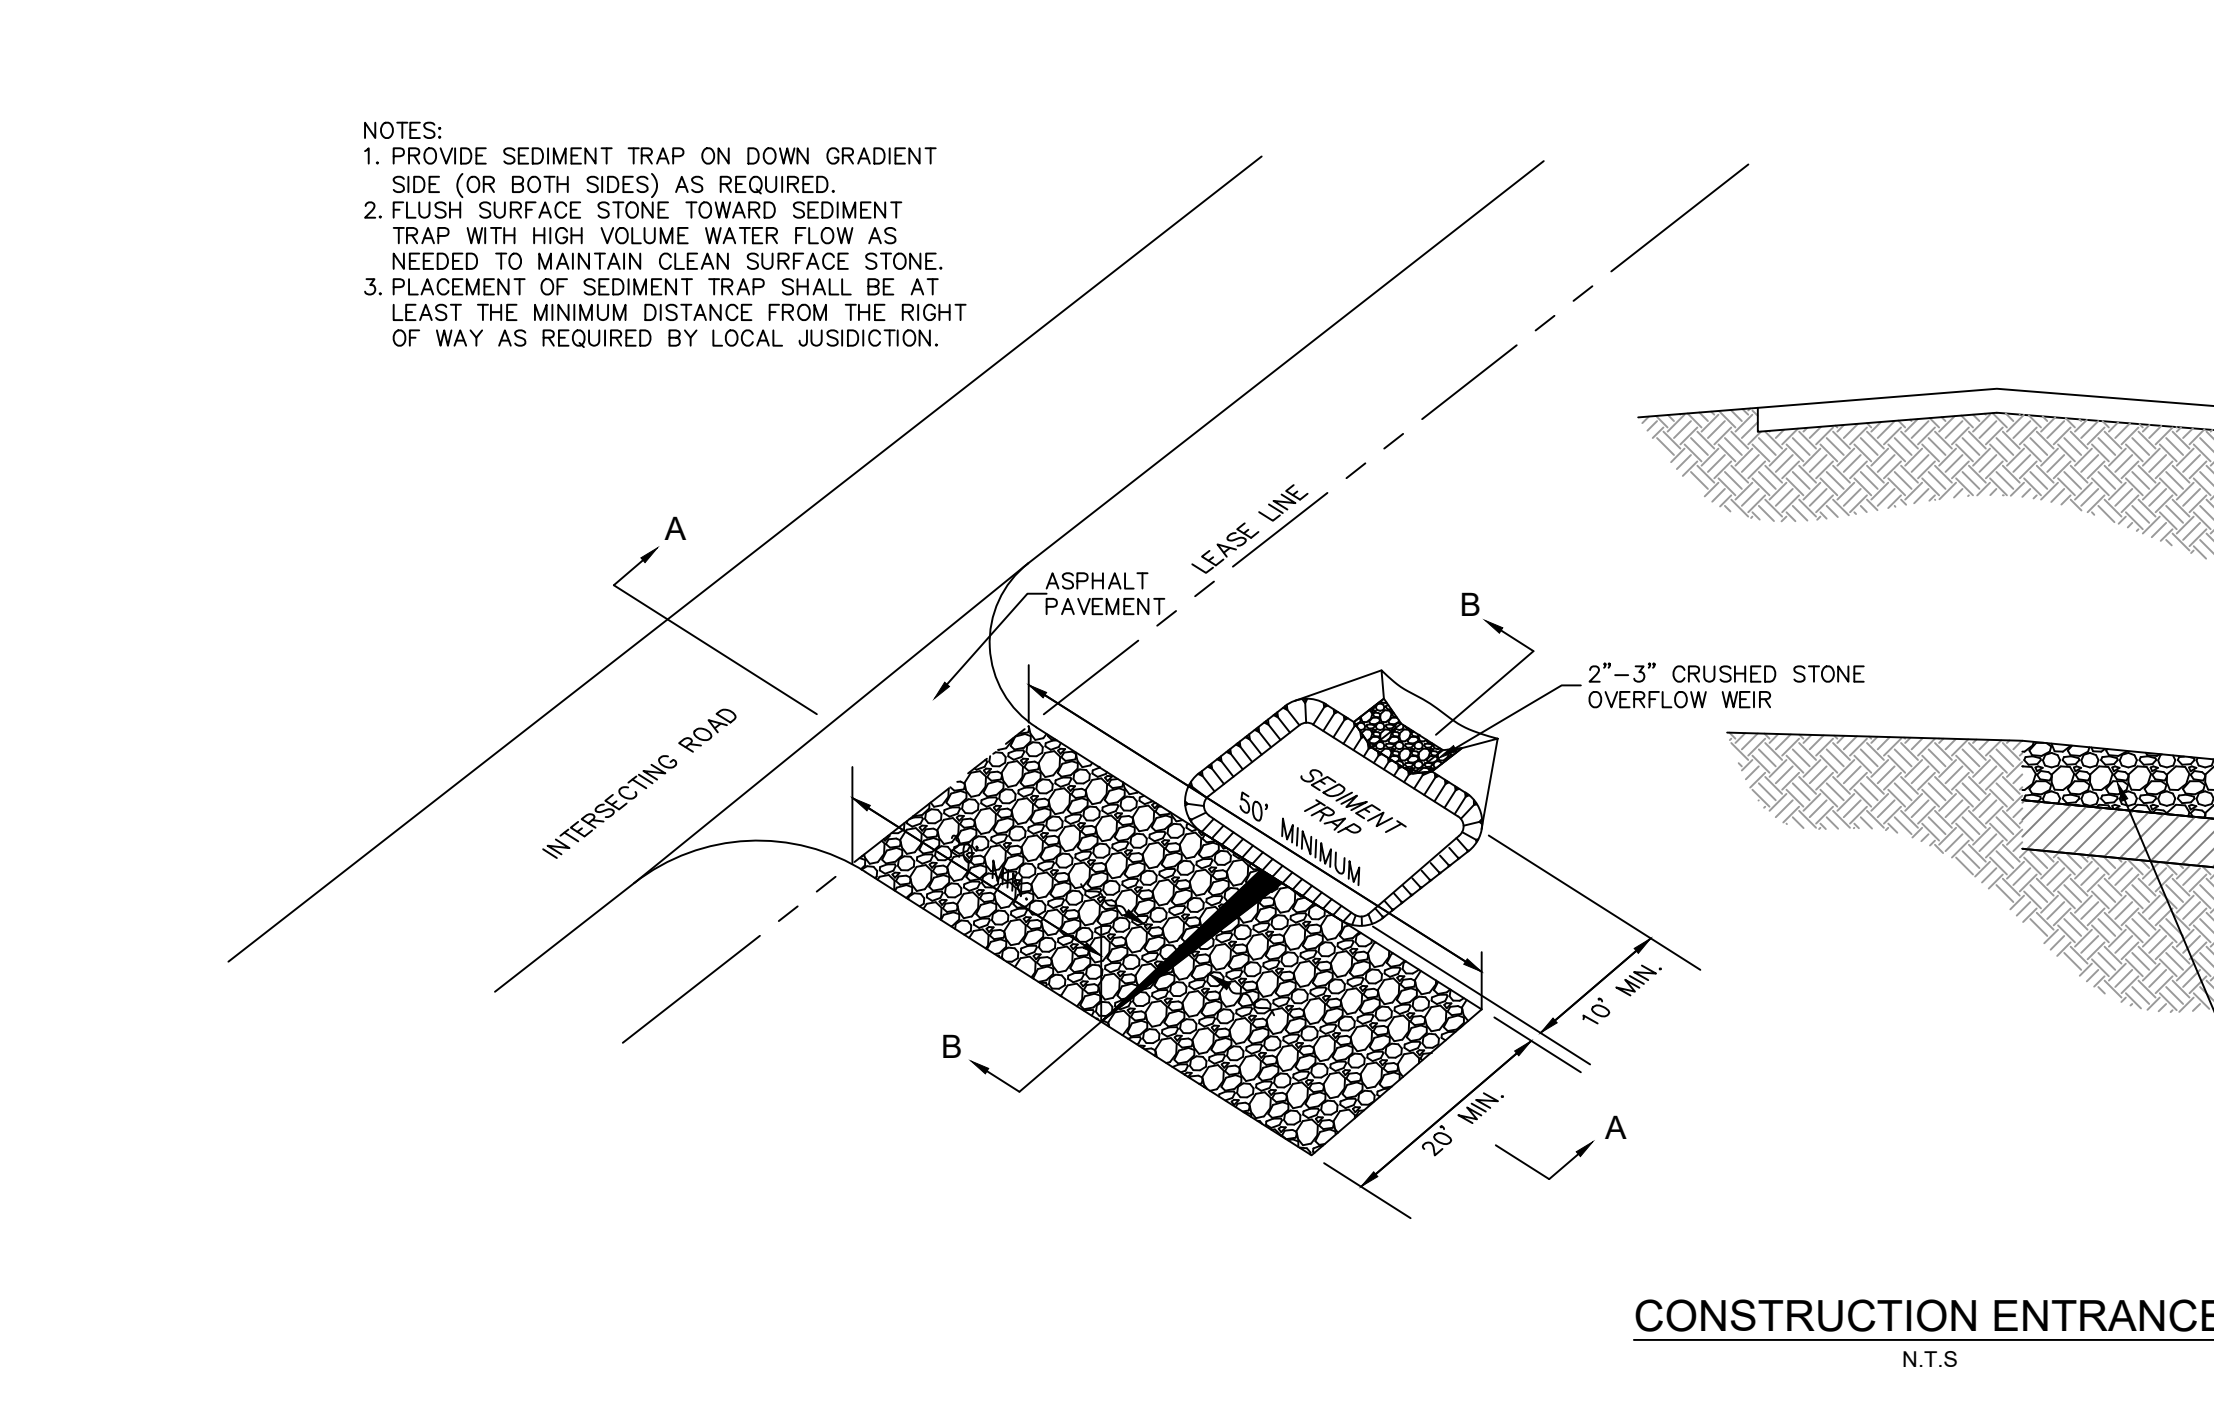 NOTES:
1. PROVIDE SEDIMENT TRAP ON DOWN GRADIENT
SIDE (OR BOTH SIDES) AS REQUIRED.
2. FLUSH SURFACE STONE TOWARD SEDIMENT
TRAP WITH HIGH VOLUME WATER FLOW AS
NEEDED TO MAINTAIN CLEAN SURFACE STONE.
3. PLACEMENT OF SEDIMENT TRAP SHALL BE AT
LEAST THE MINIMUM DISTANCE FROM THE RIGHT
OF WAY AS REQUIRED BY LOCAL JUSIDICTION.
A
LEASE LINE
ASPHALT
PAVEMENT
B
2"-3" CRUSHED STONE
OVERFLOW WEIR
INTERSECTING ROAD
SEDIMENT
TRAP
50' MINIMUM
MIN.
10' MIN.
B
20' MIN.
A
CONSTRUCTION ENTRANCE
N.T.S